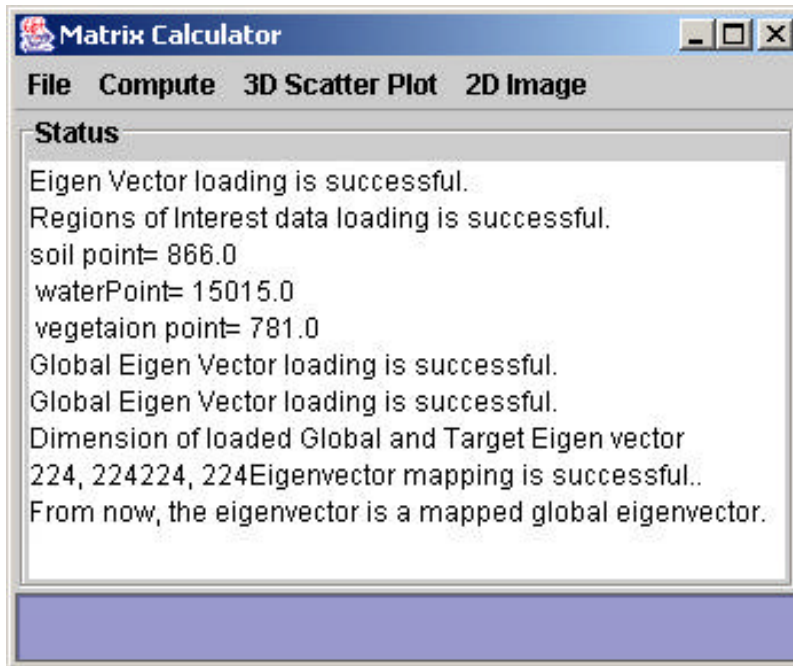 Matrix Calculator
File Compute 3D Scatter Plot 2D Image
Status
Eigen Vector loading is successful.
Regions of Interest data loading is successful.
soil point= 866.0
waterPoint= 15015.0
vegetaion point= 781.0
Global Eigen Vector loading is successful.
Global Eigen Vector loading is successful.
Dimension of loaded Global and Target Eigen vector
224, 224224, 224Eigenvector mapping is successful..
From now, the eigenvector is a mapped global eigenvector.